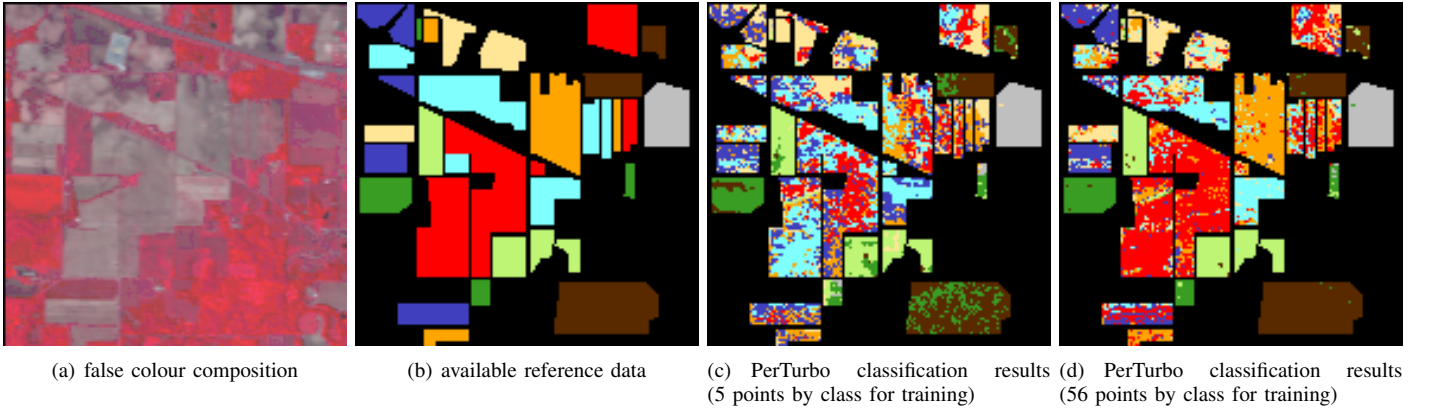 (a) false colour composition
(b) available reference data
(c) PerTurbo classification results
(5 points by class for training)
(d) PerTurbo classification results
(56 points by class for training)